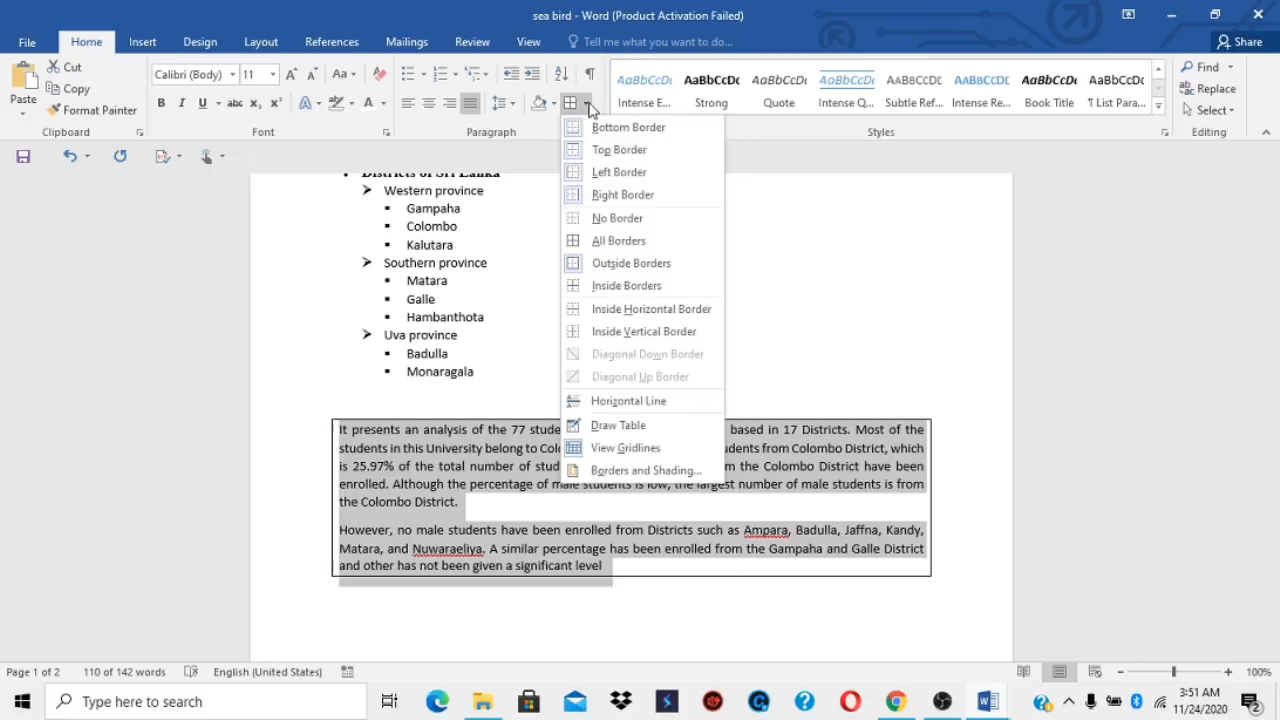 sea bird - Word (Product Activation Failed)
File Home Insert Design Layout References Mailings Review View Tell me what you want to do... Share
Paste
Cut
Copy
Format Painter
Clipboard
Calibri (Body) 11
Font
Paragraph
AaBbCcDc AaBbCcDc AaBbCcDc AaBbCcDc AABBCCDE AABBCCDE AaBbCcDc AaBbCcDc
Intense E... Strong Quote Intense Q... Subtle Ref... Intense Re... Book Title ¶ List Para...
Styles
Find
Replace
Select
Editing
Bottom Border
Top Border
Left Border
Right Border
No Border
All Borders
Outside Borders
Inside Borders
Inside Horizontal Border
Inside Vertical Border
Diagonal Down Border
Diagonal Up Border
Horizontal Line
Draw Table
View Gridlines
Borders and Shading...
Districts of Sri Lanka
Western province
Gampaha
Colombo
Kalutara
Southern province
Matara
Galle
Hambanthota
Uva province
Badulla
Monaragala
It presents an analysis of the 77 stude based in 17 Districts. Most of the
students in this University belong to Colo udents from Colombo District, which
is 25.97% of the total number of stud m the Colombo District have been
enrolled. Although the percentage of male students is low, the largest number of male students is from
the Colombo District.
However, no male students have been enrolled from Districts such as Ampara, Badulla, Jaffna, Kandy,
Matara, and Nuwaraeliya. A similar percentage has been enrolled from the Gampaha and Galle District
and other has not been given a significant level
Page 1 of 2 110 of 142 words English (United States) 100%
Type here to search
3:51 AM
11/24/2020
2